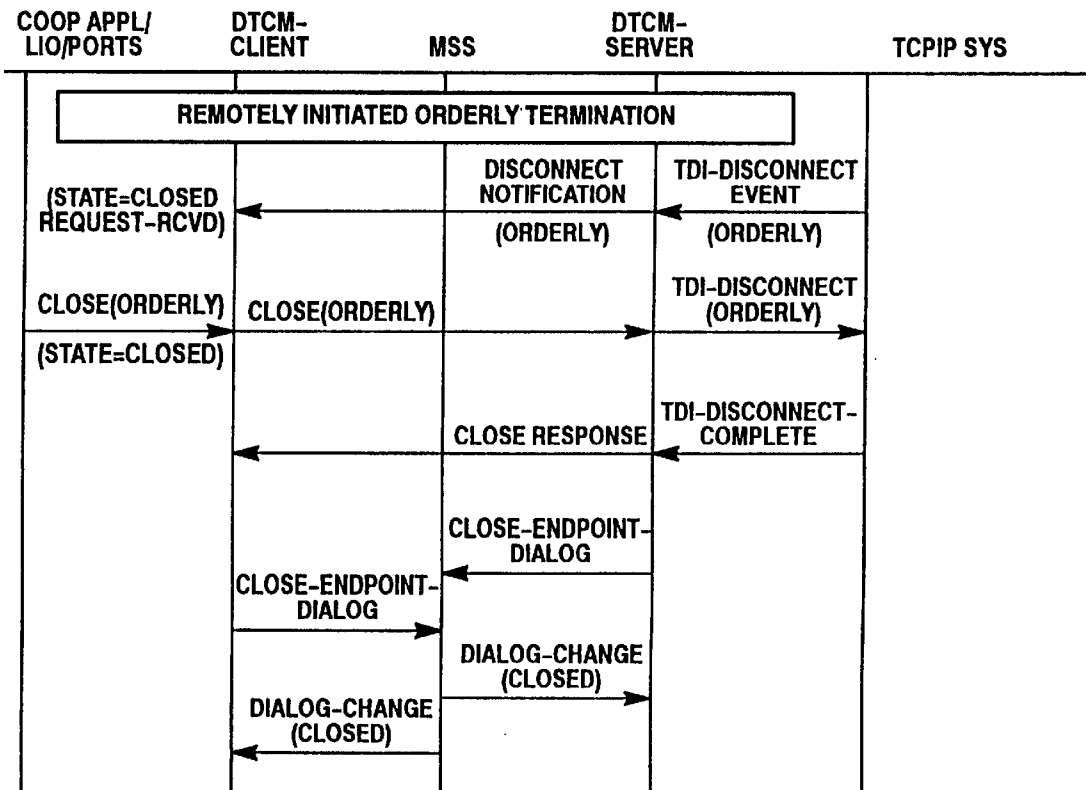 COOP APPL/
LIO/PORTS
DTCM-
CLIENT
MSS
DTCM-
SERVER
TCPIP SYS
REMOTELY INITIATED ORDERLY TERMINATION
(STATE=CLOSED
REQUEST-RCVD)
DISCONNECT
NOTIFICATION
(ORDERLY)
TDI-DISCONNECT
EVENT
(ORDERLY)
CLOSE(ORDERLY)
(STATE=CLOSED)
CLOSE(ORDERLY)
TDI-DISCONNECT
(ORDERLY)
CLOSE RESPONSE
TDI-DISCONNECT-
COMPLETE
CLOSE-ENDPOINT-
DIALOG
CLOSE-ENDPOINT-
DIALOG
DIALOG-CHANGE
(CLOSED)
DIALOG-CHANGE
(CLOSED)